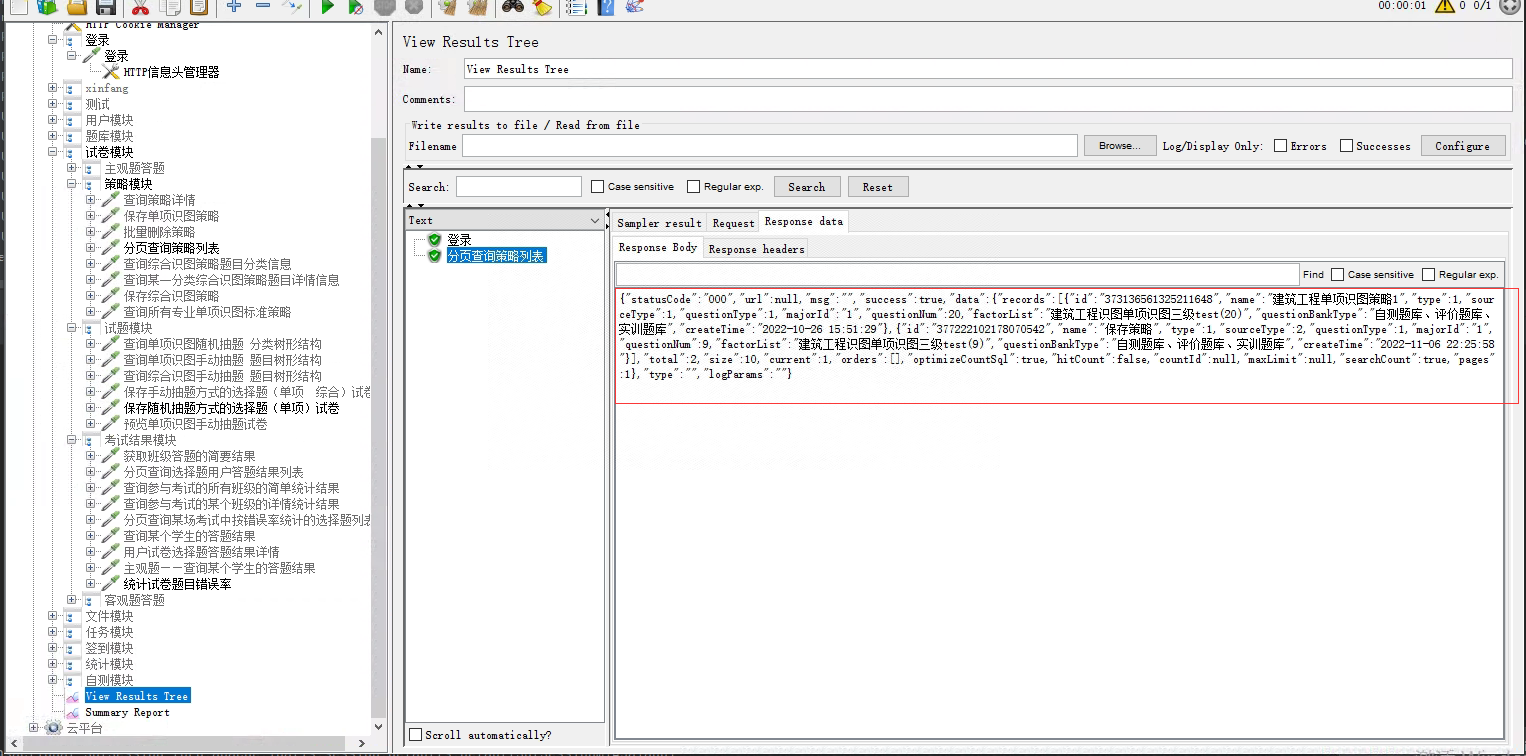 00:00:01 0 0/1
HTTP Cookie Manager
登录
登录
HTTP信息头管理器
xinfang
测试
用户模块
题库模块
试卷模块
主观题答题
策略模块
查询策略详情
保存单项识图策略
批量删除策略
分页查询策略列表
查询综合识图策略题目分类信息
查询某一分类综合识图策略题目详情信息
保存综合识图策略
查询所有专业单项识图标准策略
试题模块
查询单项识图随机抽题 分类树形结构
查询单项识图手动抽题 题目树形结构
查询综合识图手动抽题 题目树形结构
保存手动抽题方式的选择题（单项 综合）试卷
保存随机抽题方式的选择题（单项）试卷
预览单项识图手动抽题试卷
考试结果模块
获取班级答题的简要结果
分页查询选择题用户答题结果列表
查询参与考试的所有班级的简单统计结果
查询参与考试的某个班级的详情统计结果
分页查询某场考试中按错误率统计的选择题列表
查询某个学生的答题结果
用户试卷选择题答题结果详情
主观题——查询某个学生的答题结果
统计试卷题目错误率
客观题答题
文件模块
任务模块
签到模块
统计模块
自测模块
View Results Tree
Summary Report
云平台
View Results Tree
Name: View Results Tree
Comments:
Write results to file / Read from file
Filename Browse... Log/Display Only: Errors Successes Configure
Search: Case sensitive Regular exp. Search Reset
Text
登录
分页查询策略列表
Scroll automatically?
Sampler result Request Response data
Response Body Response headers
Find Case sensitive Regular exp.
{"statusCode":"000","url":null,"msg":"","success":true,"data":{"records":[{"id":"373136561325211648","name":"建筑工程单项识图策略1","type":1,"sour
ceType":1,"questionType":1,"majorId":"1","questionNum":20,"factorList":"建筑工程识图单项识图三级test(20)","questionBankType":"自测题库、评价题库、
实训题库","createTime":"2022-10-26 15:51:29"},{"id":"377222102178070542","name":"保存策略","type":1,"sourceType":2,"questionType":1,"majorId":"1",
"questionNum":9,"factorList":"建筑工程识图单项识图三级test(9)","questionBankType":"自测题库、评价题库、实训题库","createTime":"2022-11-06 22:25:58
"}],"total":2,"size":10,"current":1,"orders":[],"optimizeCountSql":true,"hitCount":false,"countId":null,"maxLimit":null,"searchCount":true,"pages"
:1},"type":"","logParams":""}